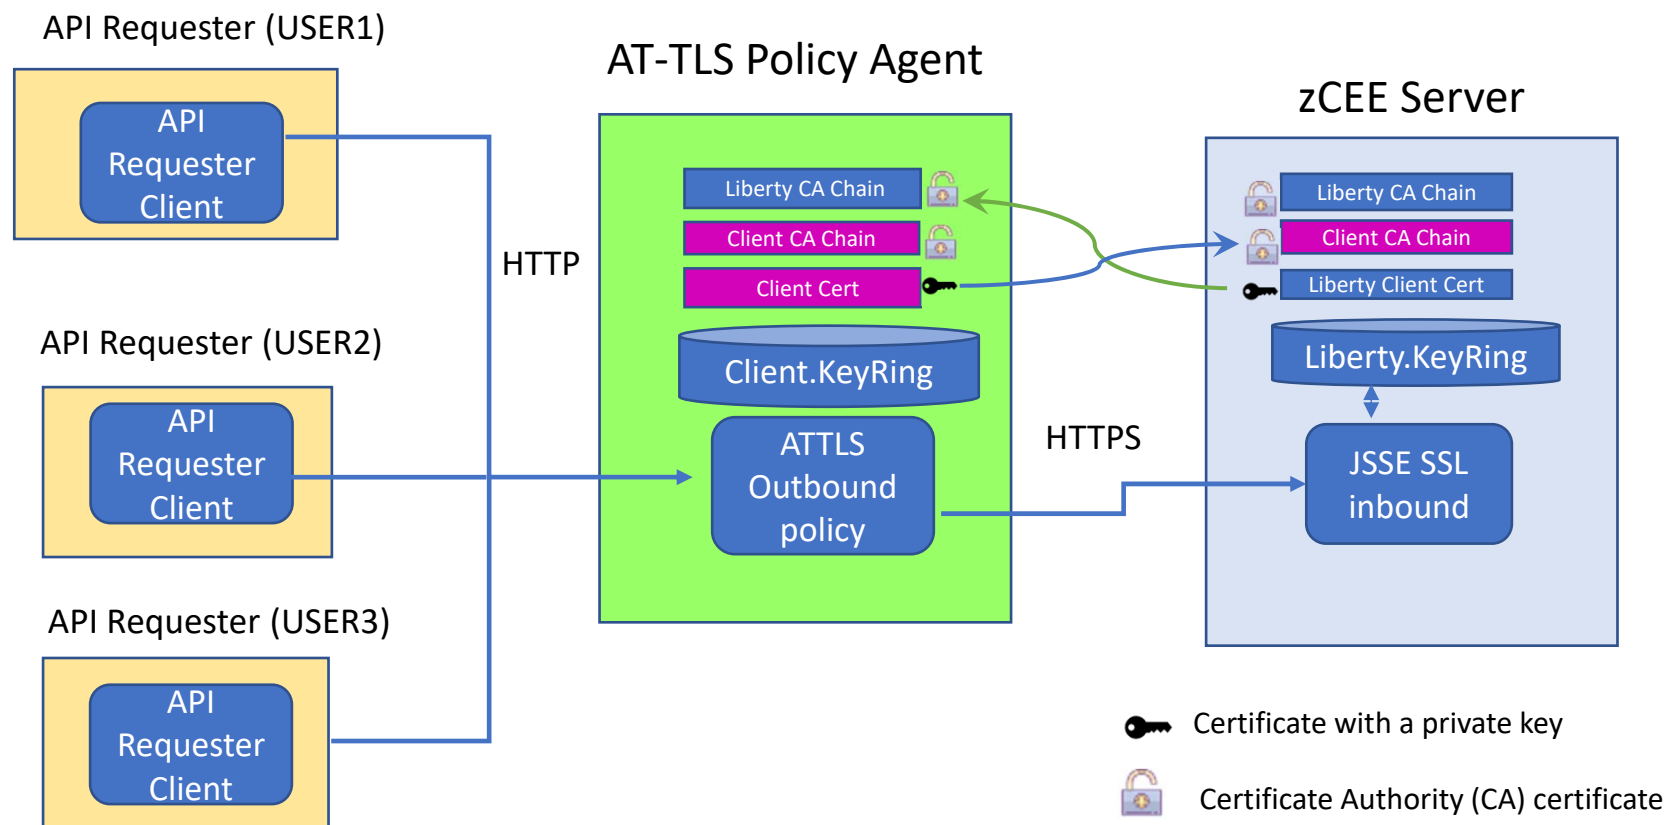 API Requester (USER1)
API
Requester
Client
API Requester (USER2)
API
Requester
Client
API Requester (USER3)
API
Requester
Client
HTTP
AT-TLS Policy Agent
Liberty CA Chain
Client CA Chain
Client Cert
Client.KeyRing
ATTLS
Outbound
policy
HTTPS
zCEE Server
Liberty CA Chain
Client CA Chain
Liberty Client Cert
Liberty.KeyRing
JSSE SSL
inbound
Certificate with a private key
Certificate Authority (CA) certificate